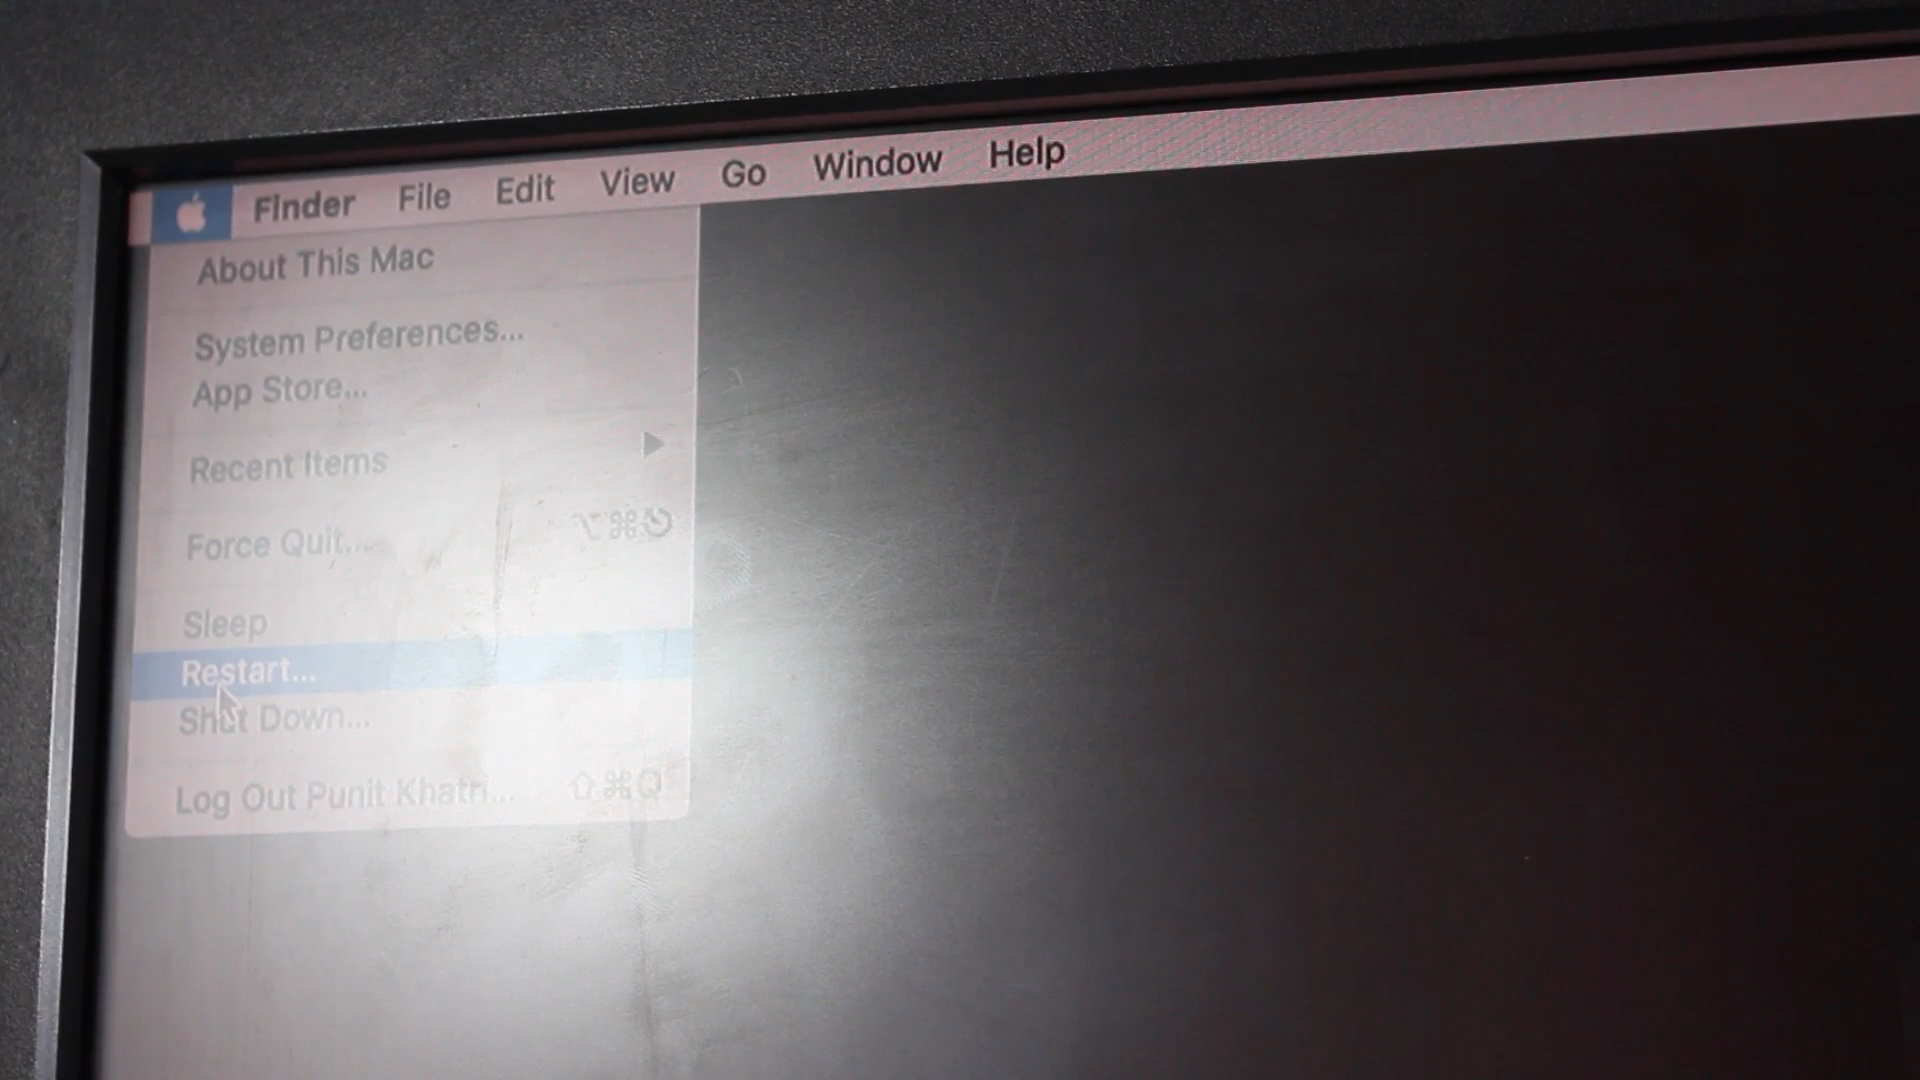 Finder File Edit View Go Window Help
About This Mac
System Preferences...
App Store...
Recent Items
Force Quit... ⌥⌘⎋
Sleep
Restart...
Shut Down...
Log Out Punit Khatri... ⇧⌘Q